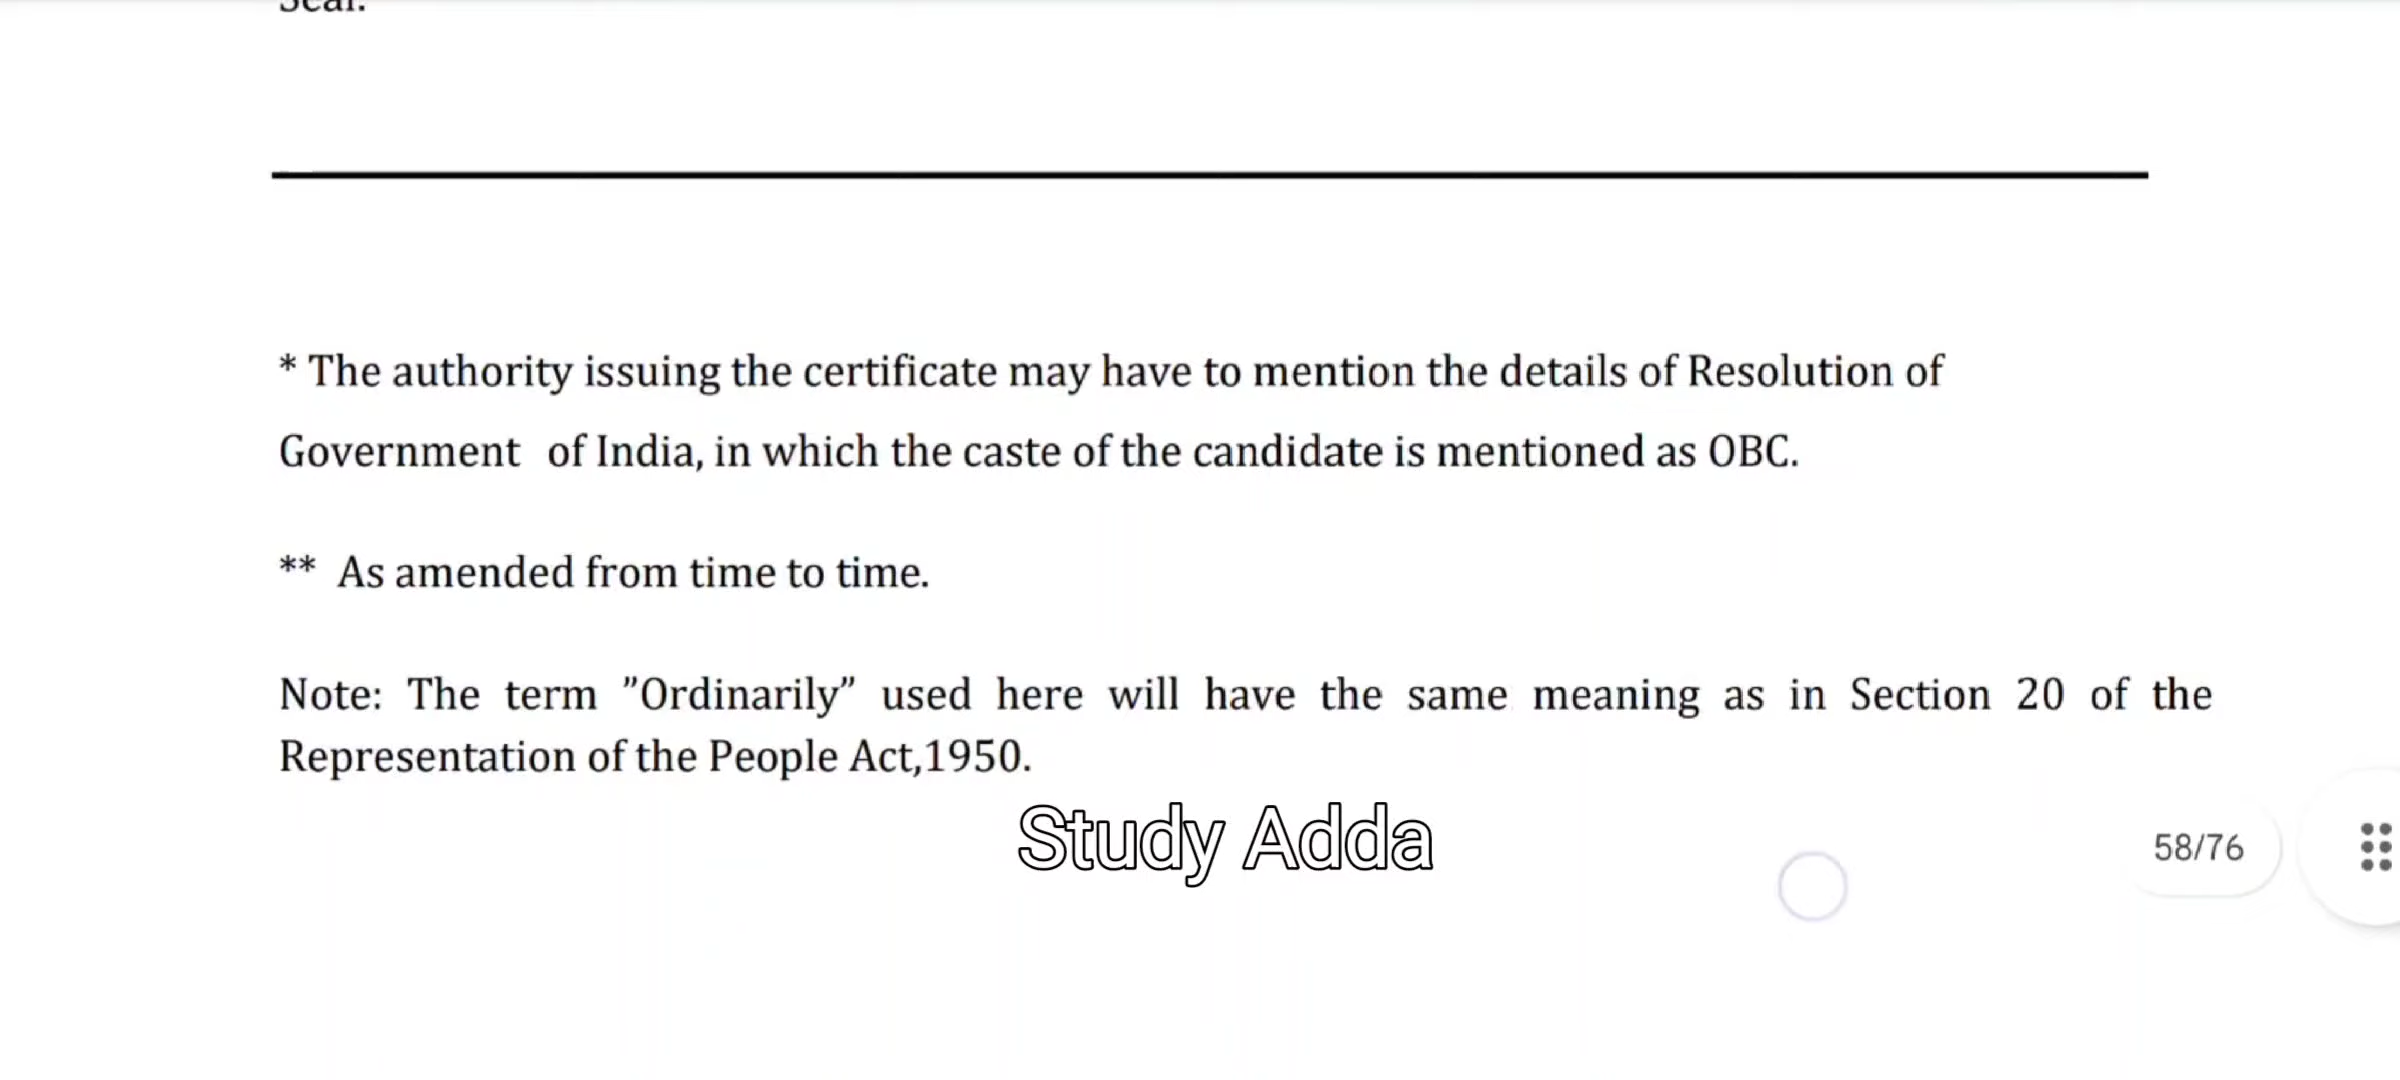 Seal.
* The authority issuing the certificate may have to mention the details of Resolution of
Government of India, in which the caste of the candidate is mentioned as OBC.
** As amended from time to time.
Note: The term ”Ordinarily” used here will have the same meaning as in Section 20 of the
Representation of the People Act,1950.
Study Adda
58/76